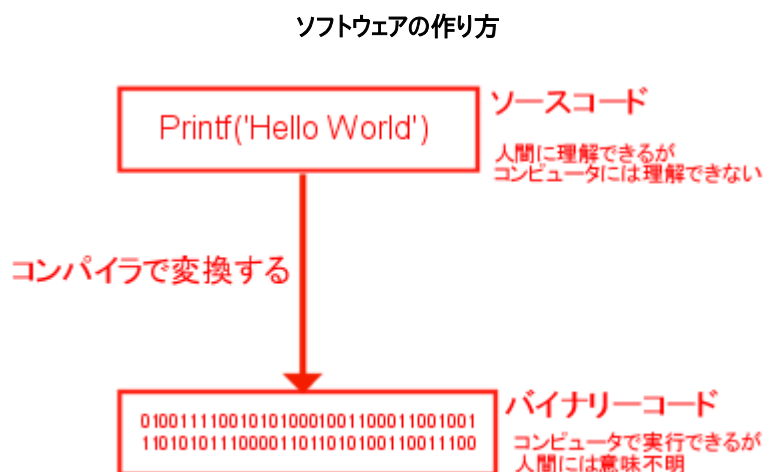 ソフトウェアの作り方
Printf('Hello World')
ソースコード
人間に理解できるが
コンピュータには理解できない
コンパイラで変換する
010011110010101000100110001100100​1
1101010111000011011010100110011100
バイナリーコード
コンピュータで実行できるが
人間には意味不明